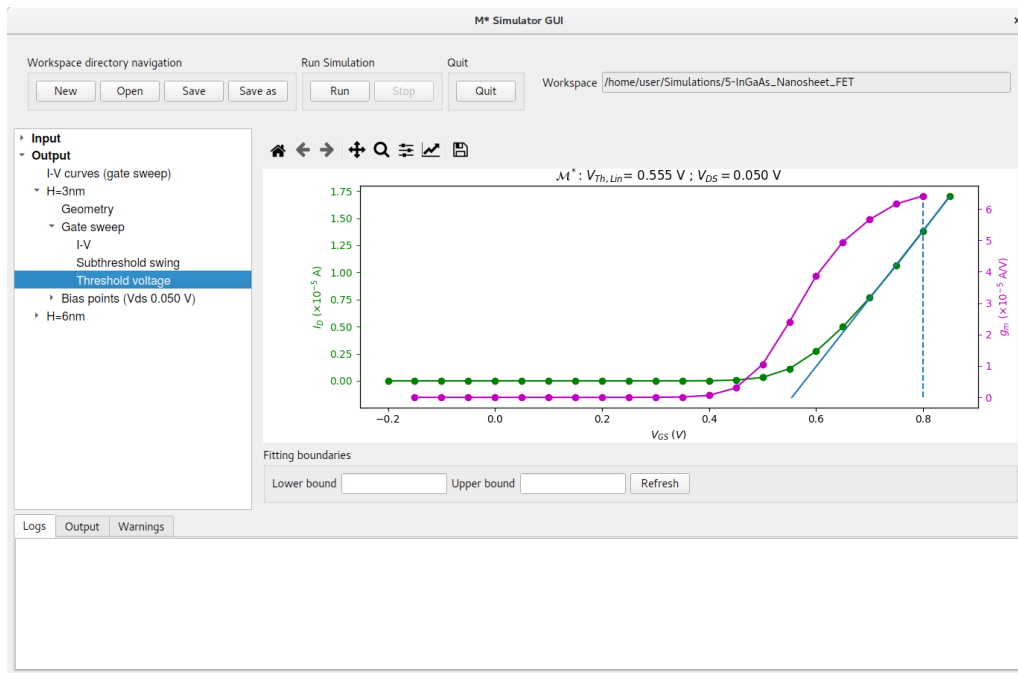 M* Simulator GUI
Workspace directory navigation
Run Simulation
Quit
New
Open
Save
Save as
Run
Stop
Quit
Workspace
/home/user/Simulations/5-InGaAs_Nanosheet_FET
Input
Output
I-V curves (gate sweep)
H=3nm
Geometry
Gate sweep
I-V
Subthreshold swing
Threshold voltage
Bias points (Vds 0.050 V)
H=6nm
ℳ*: V_Th,Lin = 0.555 V ; V_DS = 0.050 V
1.75
1.50
1.25
1.00
0.75
0.50
0.25
0.00
I_D (×10⁻⁵ A)
6
5
4
3
2
1
0
g_m (×10⁻⁵ A/V)
−0.2
0.0
0.2
0.4
0.6
0.8
V_GS (V)
Fitting boundaries
Lower bound
Upper bound
Refresh
Logs
Output
Warnings